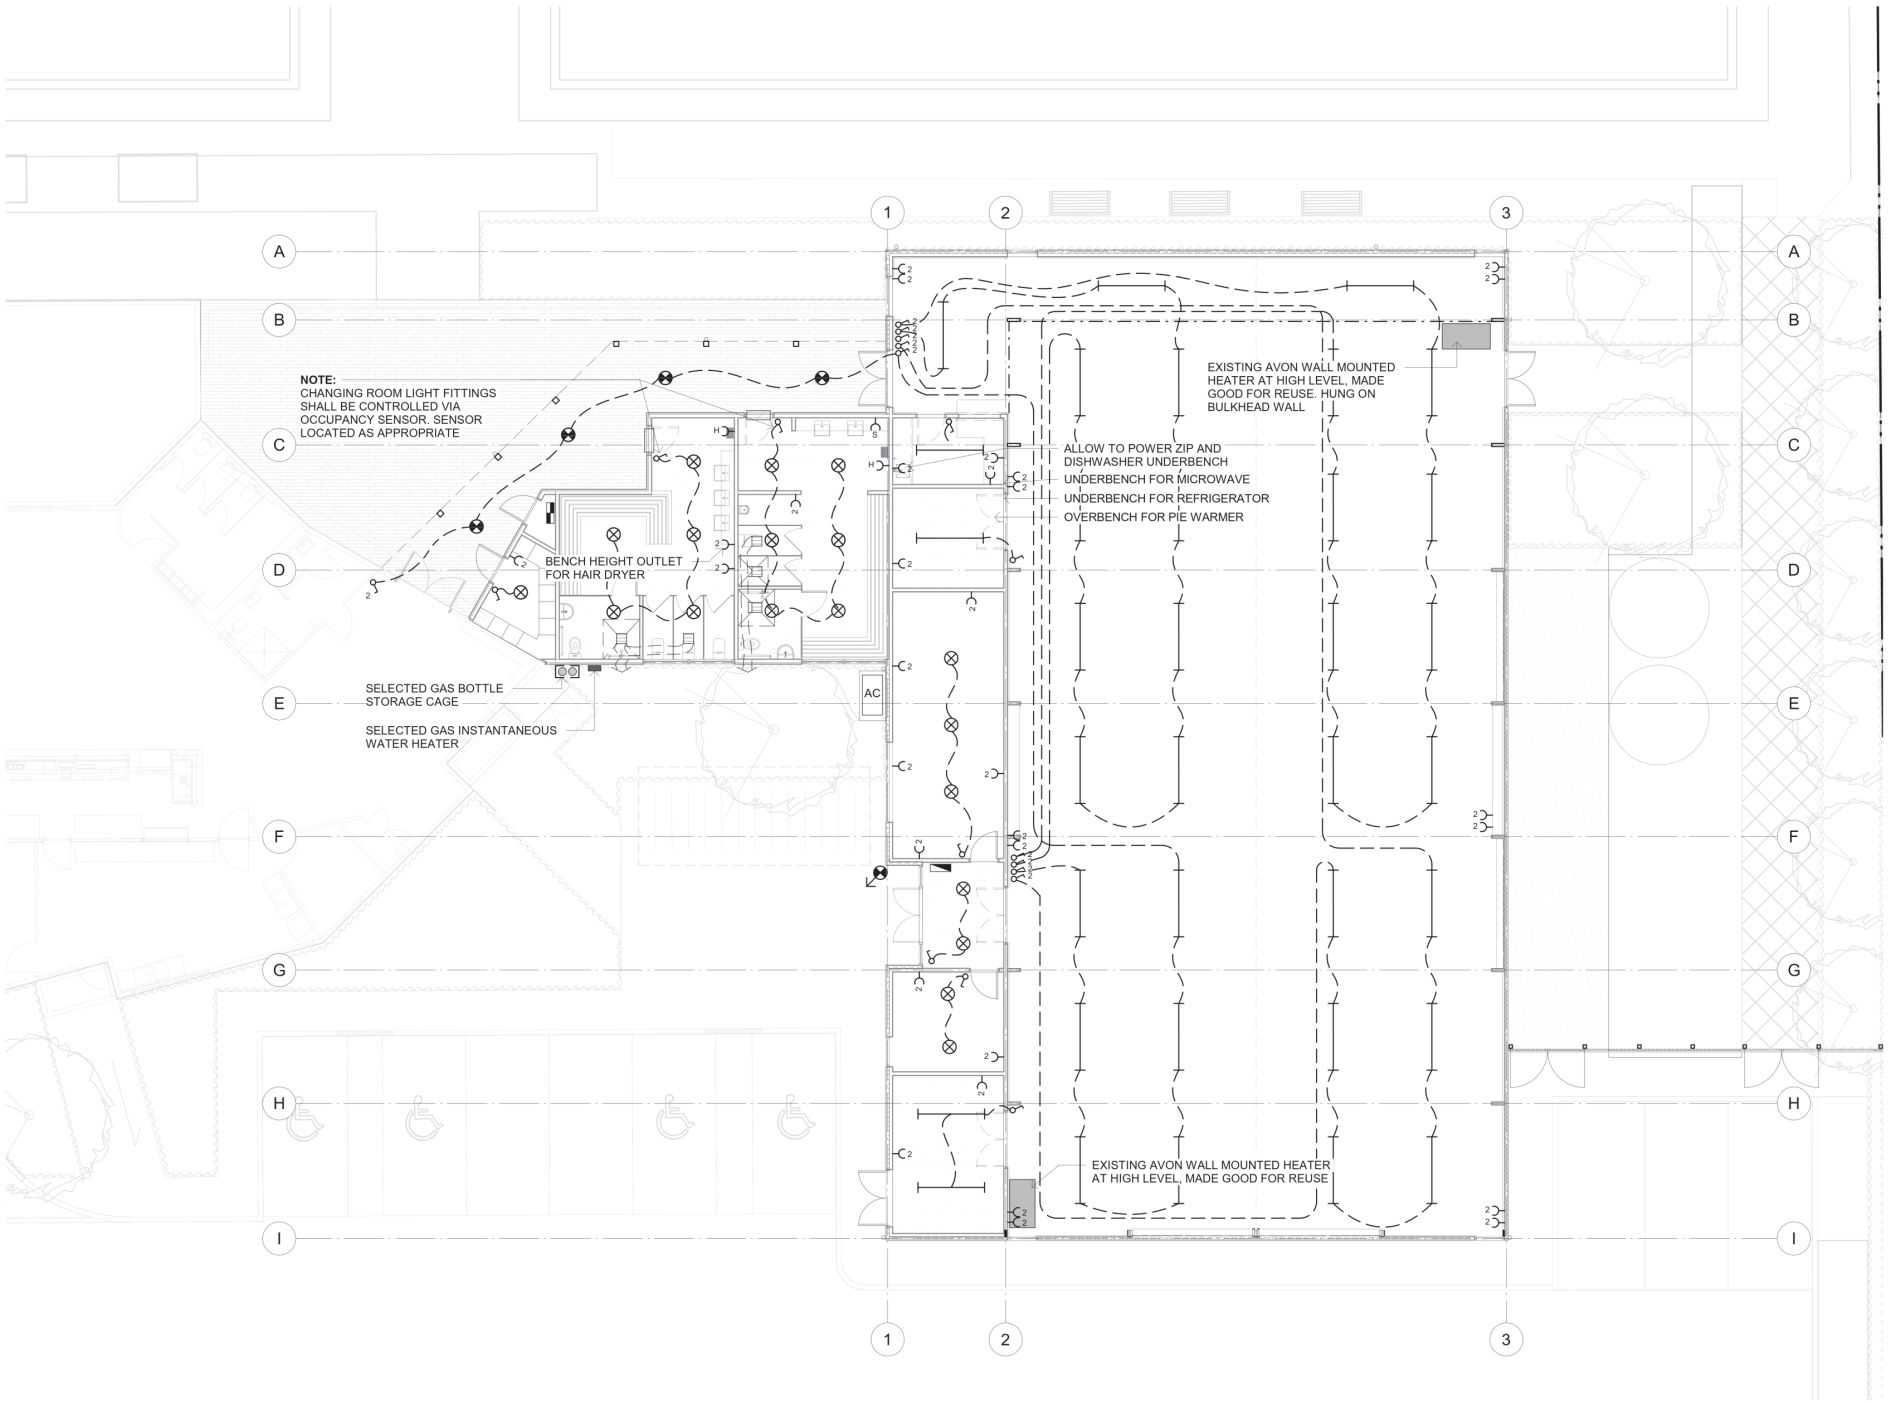 1 2 3
A A
B B
NOTE:
CHANGING ROOM LIGHT FITTINGS
SHALL BE CONTROLLED VIA
OCCUPANCY SENSOR. SENSOR
LOCATED AS APPROPRIATE
EXISTING AVON WALL MOUNTED
HEATER AT HIGH LEVEL, MADE
GOOD FOR REUSE. HUNG ON
BULKHEAD WALL
C C
H S H
ALLOW TO POWER ZIP AND
DISHWASHER UNDERBENCH
UNDERBENCH FOR MICROWAVE
UNDERBENCH FOR REFRIGERATOR
OVERBENCH FOR PIE WARMER
BENCH HEIGHT OUTLET
FOR HAIR DRYER
D D
SELECTED GAS BOTTLE
STORAGE CAGE
AC
E E
SELECTED GAS INSTANTANEOUS
WATER HEATER
F F
G G
H H
EXISTING AVON WALL MOUNTED HEATER
AT HIGH LEVEL, MADE GOOD FOR REUSE
I I
1 2 3